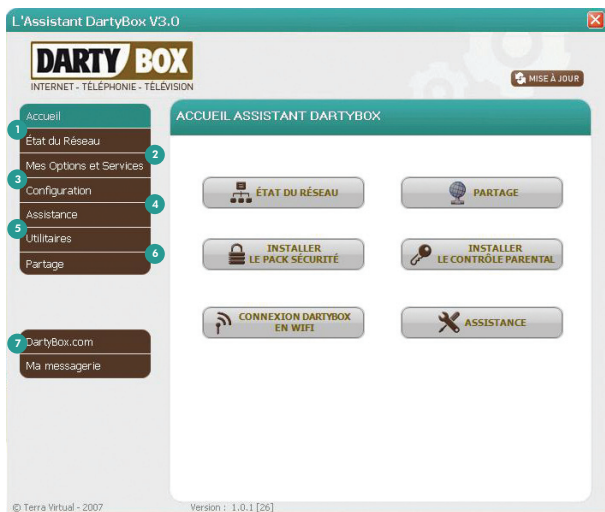 L'Assistant DartyBox V3.0
DARTY BOX
INTERNET - TÉLÉPHONIE - TÉLÉVISION
MISE À JOUR
Accueil
1
État du Réseau
2
Mes Options et Services
3
Configuration
4
Assistance
5
Utilitaires
6
Partage
7
DartyBox.com
Ma messagerie
ACCUEIL ASSISTANT DARTYBOX
ÉTAT DU RÉSEAU
PARTAGE
INSTALLER
LE PACK SÉCURITÉ
INSTALLER
LE CONTRÔLE PARENTAL
CONNEXION DARTYBOX
EN WIFI
ASSISTANCE
© Terra Virtual - 2007
Version : 1.0.1 [26]